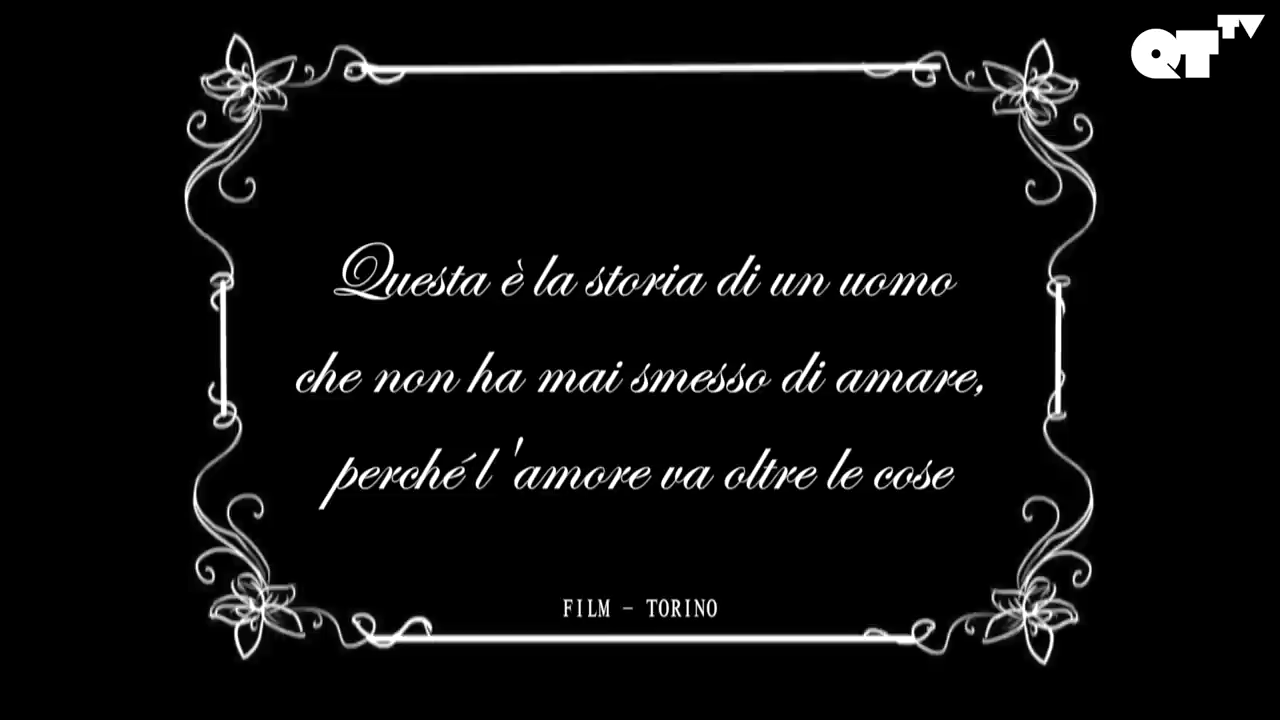 QT TV
Questa è la storia di un uomo
che non ha mai smesso di amare,
perché l'amore va oltre le cose
FILM - TORINO